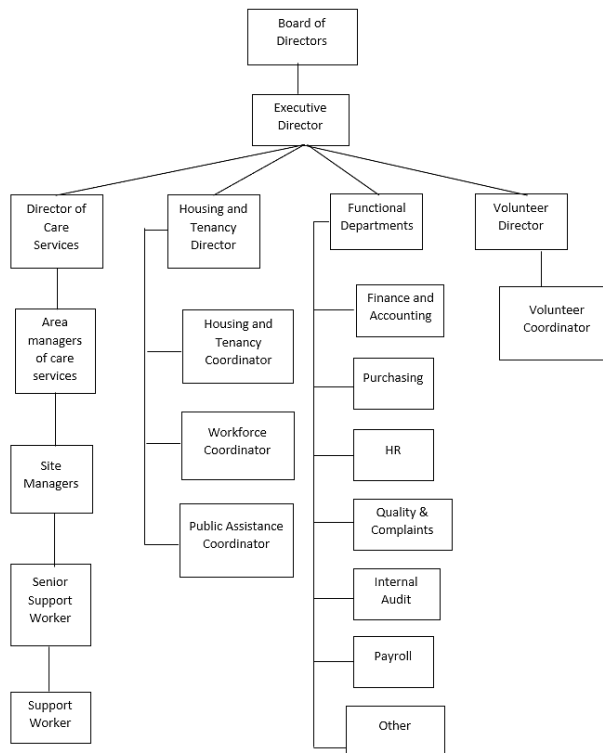 Board of
Directors
Executive
Director
Director of
Care
Services
Housing and
Tenancy
Director
Functional
Departments
Volunteer
Director
Area
managers
of care
services
Housing and
Tenancy
Coordinator
Finance and
Accounting
Volunteer
Coordinator
Purchasing
Workforce
Coordinator
Site
Managers
HR
Public Assistance
Coordinator
Quality &
Complaints
Senior
Support
Worker
Internal
Audit
Payroll
Support
Worker
Other